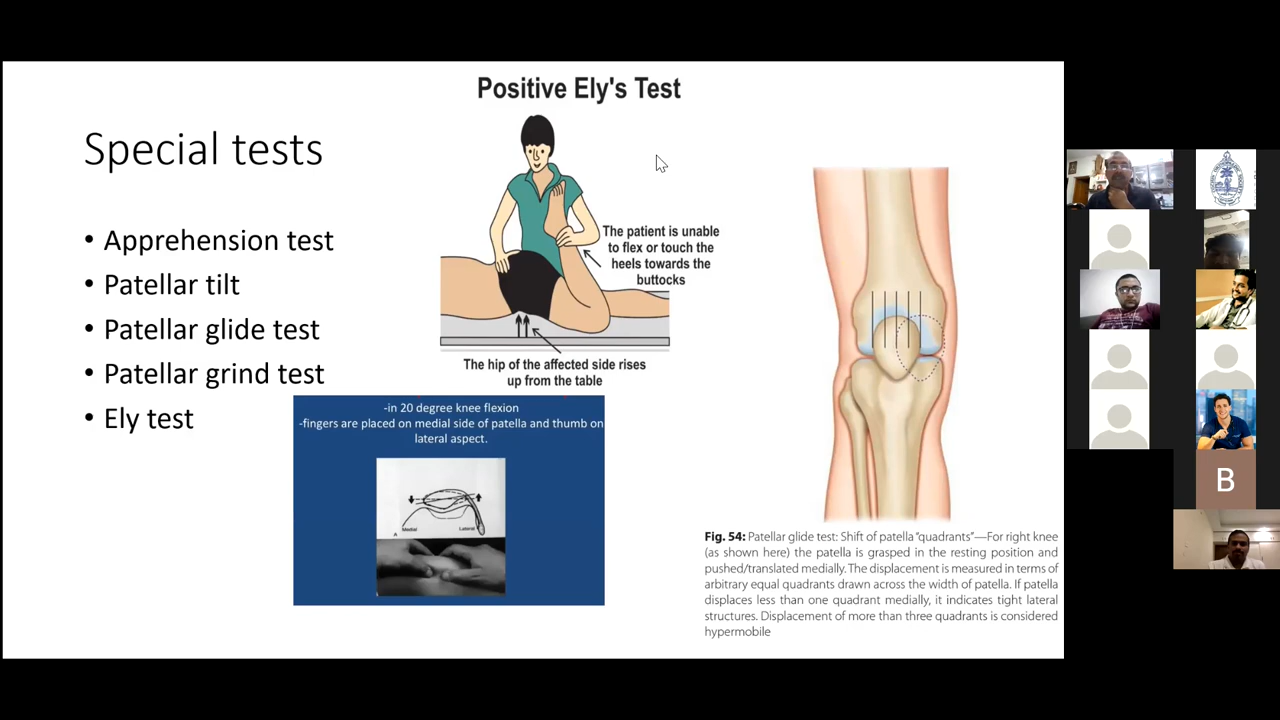 Positive Ely's Test
Special tests
• Apprehension test
• Patellar tilt
• Patellar glide test
• Patellar grind test
• Ely test
The patient is unable
to flex or touch the
heels towards the
buttocks
The hip of the affected side rises
up from the table
-in 20 degree knee flexion
-fingers are placed on medial side of patella and thumb on
lateral aspect.
Medial
Lateral
A
Fig. 54: Patellar glide test: Shift of patella "quadrants"—For right knee
(as shown here) the patella is grasped in the resting position and
pushed/translated medially. The displacement is measured in terms of
arbitrary equal quadrants drawn across the width of patella. If patella
displaces less than one quadrant medially, it indicates tight lateral
structures. Displacement of more than three quadrants is considered
hypermobile
B